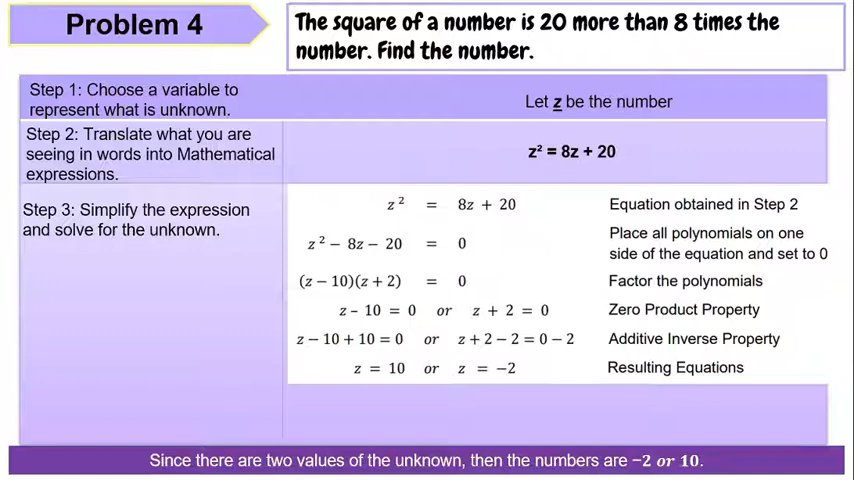 Problem 4
The square of a number is 20 more than 8 times the
number. Find the number.
Step 1: Choose a variable to
represent what is unknown.
Let z be the number
Step 2: Translate what you are
seeing in words into Mathematical
expressions.
z² = 8z + 20
Step 3: Simplify the expression
and solve for the unknown.
z² = 8z + 20 Equation obtained in Step 2
z² − 8z − 20 = 0 Place all polynomials on one
side of the equation and set to 0
(z − 10)(z + 2) = 0 Factor the polynomials
z − 10 = 0 or z + 2 = 0 Zero Product Property
z − 10 + 10 = 0 or z + 2 − 2 = 0 − 2 Additive Inverse Property
z = 10 or z = −2 Resulting Equations
Since there are two values of the unknown, then the numbers are −2 or 10.